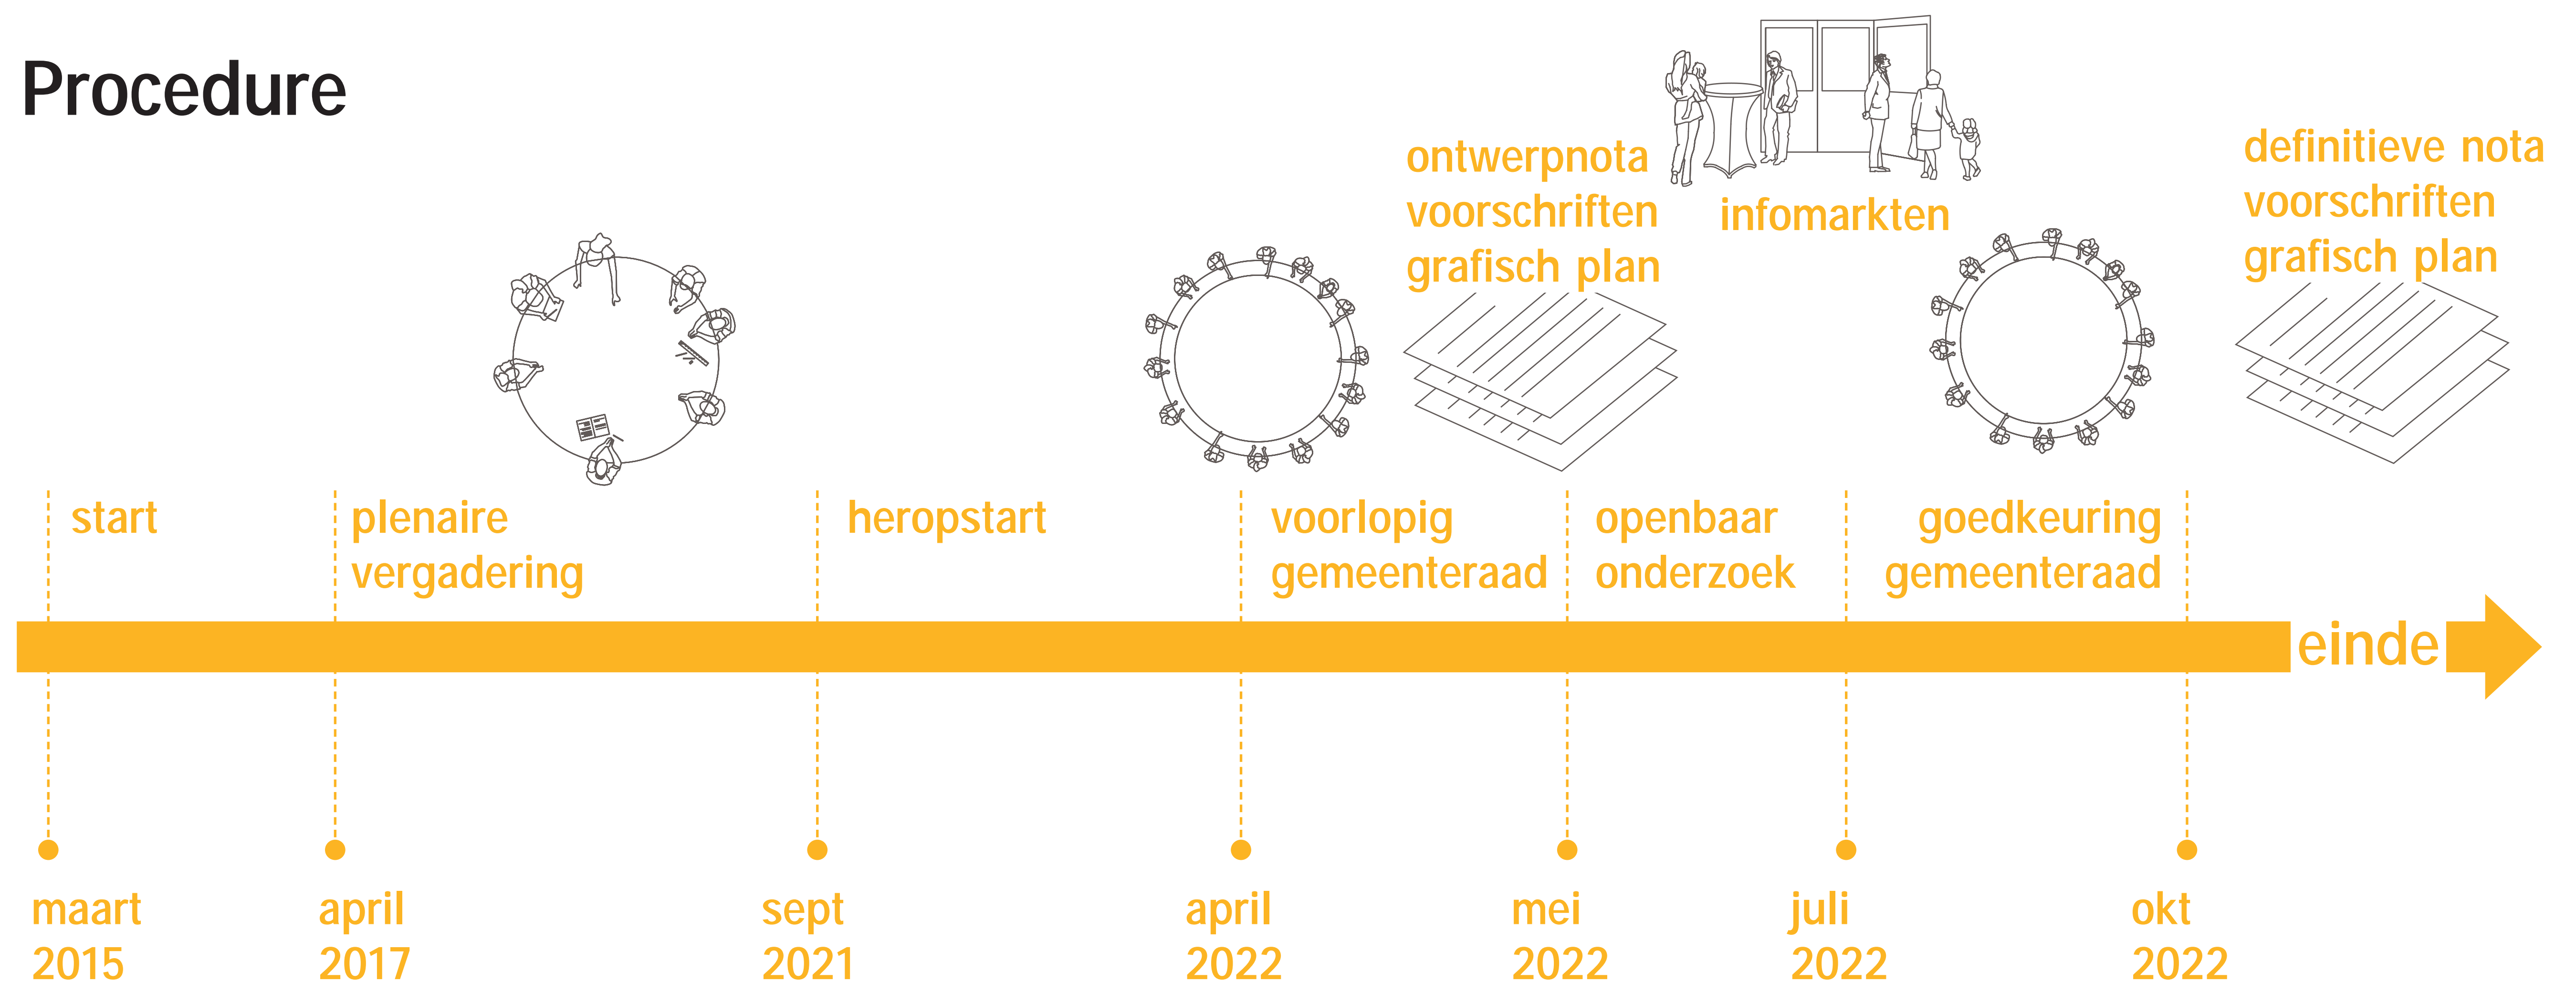 Procedure
ontwerpnota
voorschriften
grafisch plan
infomarkten
definitieve nota
voorschriften
grafisch plan
start
plenaire
vergadering
heropstart
voorlopig
gemeenteraad
openbaar
onderzoek
goedkeuring
gemeenteraad
einde
maart
2015
april
2017
sept
2021
april
2022
mei
2022
juli
2022
okt
2022